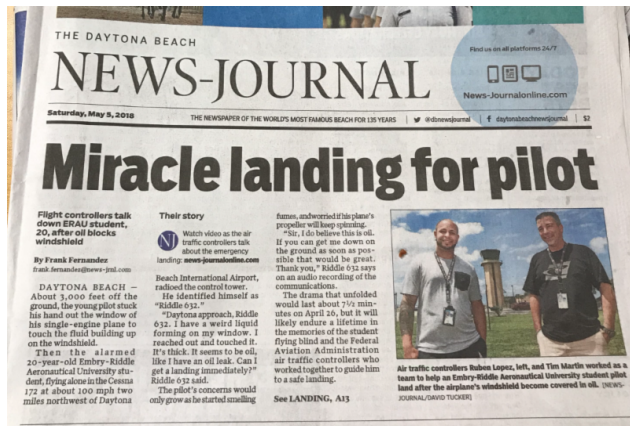 THE DAYTONA BEACH
NEWS-JOURNAL
Find us on all platforms 24/7
News-Journalonline.com
Saturday, May 5, 2018
THE NEWSPAPER OF THE WORLD'S MOST FAMOUS BEACH FOR 135 YEARS
@dbnewsjournal
daytonabeachnewsjournal
$2
Miracle landing for pilot
Flight controllers talk
down ERAU student,
20, after oil blocks
windshield
By Frank Fernandez
frank.fernandez@news-jrnl.com
DAYTONA BEACH —
About 3,000 feet off the
ground, the young pilot stuck
his hand out the window of
his single-engine plane to
touch the fluid building up
on the windshield.
Then the alarmed
20-year-old Embry-Riddle
Aeronautical University stu-
dent, flying alone in the Cessna
172 at about 100 mph two
miles northwest of Daytona
Their story
NJ
Watch video as the air
traffic controllers talk
about the emergency
landing: news-journalonline.com
Beach International Airport,
radioed the control tower.
He identified himself as
"Riddle 632."
"Daytona approach, Riddle
632. I have a weird liquid
forming on my window. I
reached out and touched it.
It's thick. It seems to be oil,
like I have an oil leak. Can I
get a landing immediately?"
Riddle 632 said.
The pilot's concerns would
only grow as he started smelling
fumes, and worried if his plane's
propeller will keep spinning.
"Sir, I do believe this is oil.
If you can get me down on
the ground as soon as pos-
sible that would be great.
Thank you," Riddle 632 says
on an audio recording of the
communications.
The drama that unfolded
would last about 7½ min-
utes on April 26, but it will
likely endure a lifetime in
the memories of the student
flying blind and the Federal
Aviation Administration
air traffic controllers who
worked together to guide him
to a safe landing.
See LANDING, A13
Air traffic controllers Ruben Lopez, left, and Tim Martin worked as a
team to help an Embry-Riddle Aeronautical University student pilot
land after the airplane's windshield become covered in oil. [NEWS-
JOURNAL/DAVID TUCKER]